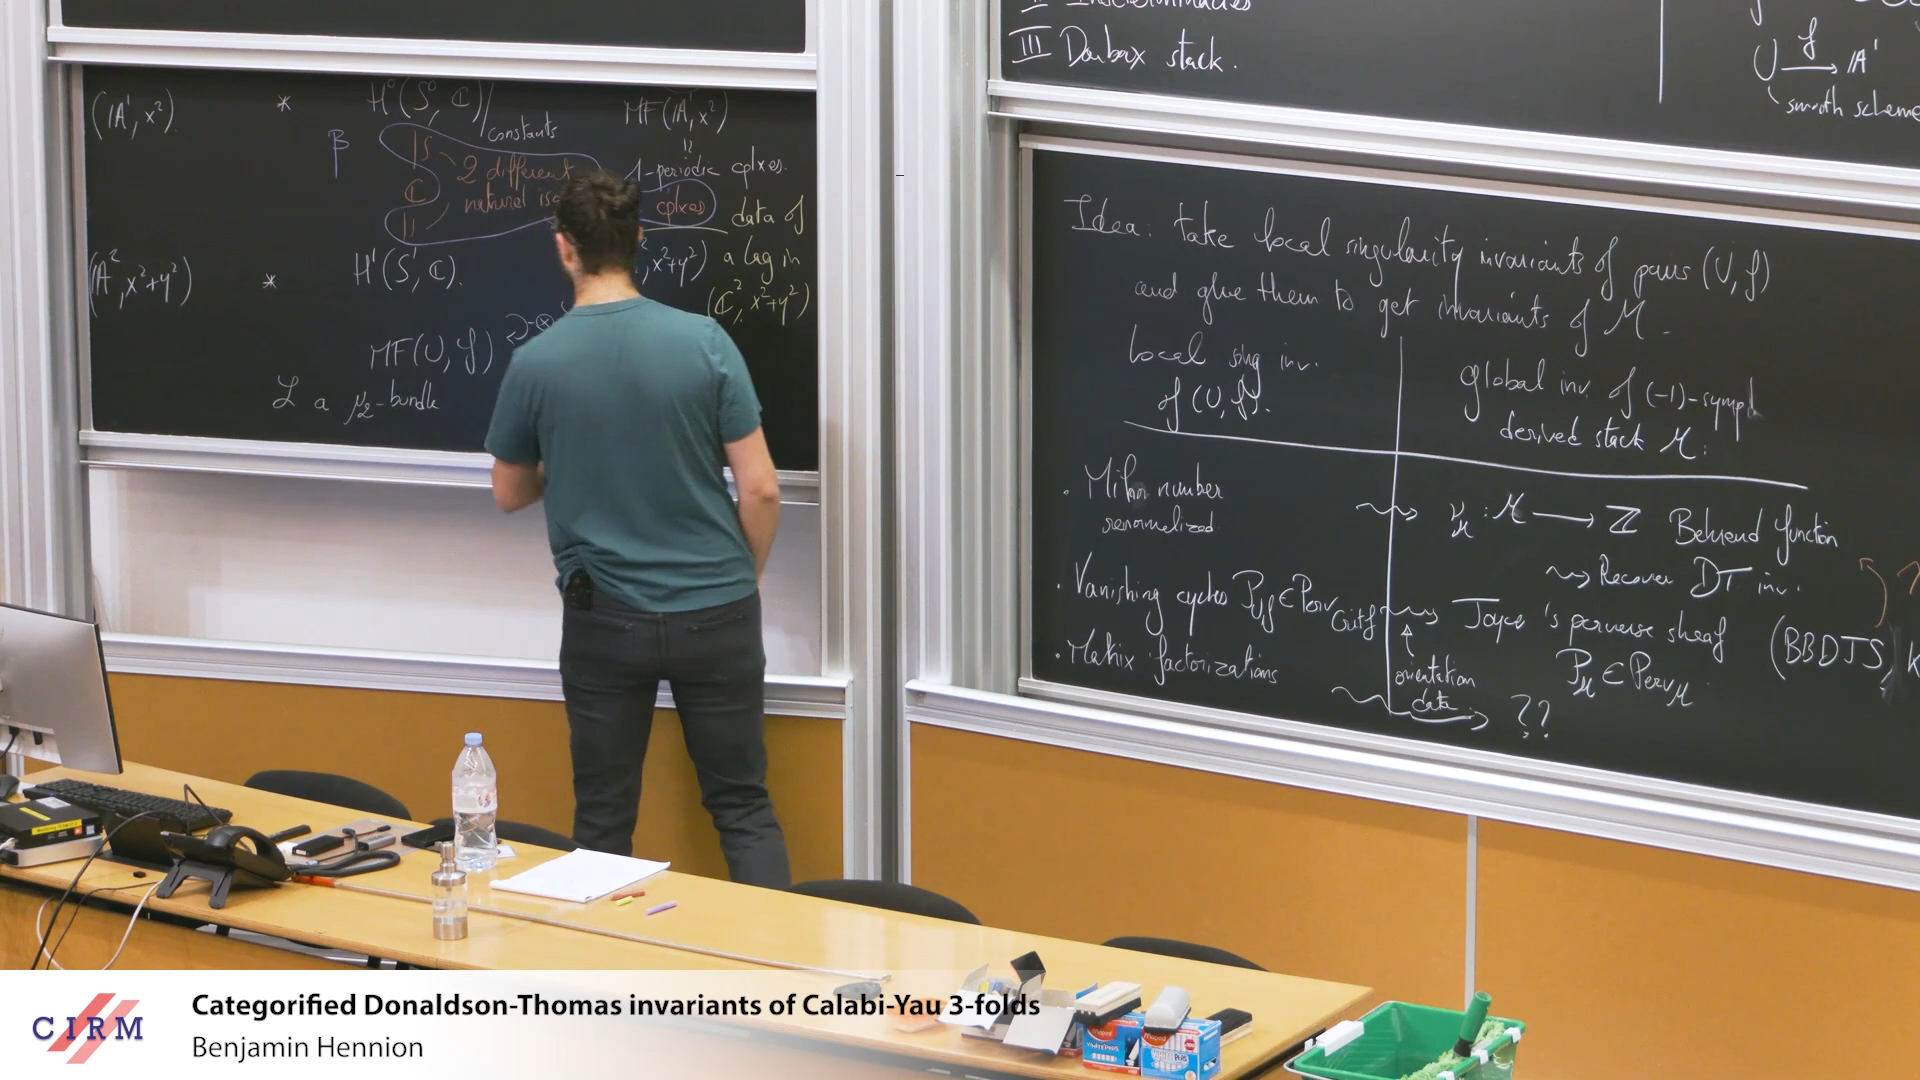 (A¹, x²) * H⁰(S⁰, ℂ)/constants MF(A¹, x²)
β
2 different
natural iso
1-periodic cplxes.
ℂ
cplxes
data of
a lag in
(ℂ², x²+y²)
(A², x²+y²) * H¹(S¹, ℂ). , x²+y²)
MF(U, f)
ℒ a μ₂-bundle
III Darboux stack.
U →f A¹
smooth scheme
Idea: take local singularity invariants of pairs (U, f)
and glue them to get invariants of M.
local sing inv.
of (U, f).
global inv. of (-1)-sympl
derived stack M:
· Milnor number
renormalized
ν_M : M → ℤ Behrend function
⇝ Recover DT inv.
· Vanishing cycles P_{U,f} ∈ Perv_{Crit f} ⇝ Joyce's perverse sheaf (BBDJS, K
P_M ∈ Perv_M
· Matrix factorizations
orientation
data
??
CIRM
Categorified Donaldson-Thomas invariants of Calabi-Yau 3-folds
Benjamin Hennion